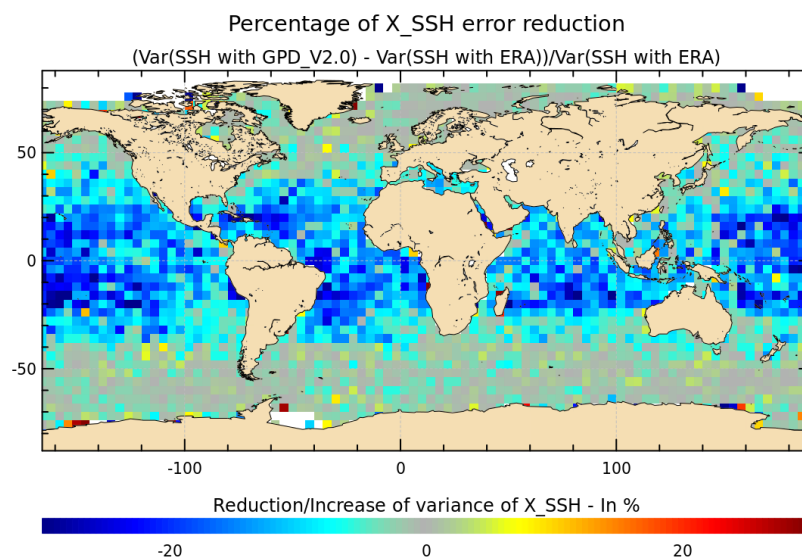 Percentage of X_SSH error reduction
(Var(SSH with GPD_V2.0) - Var(SSH with ERA))/Var(SSH with ERA)
50
0
-50
-100 0 100
Reduction/Increase of variance of X_SSH - In %
-20 0 20